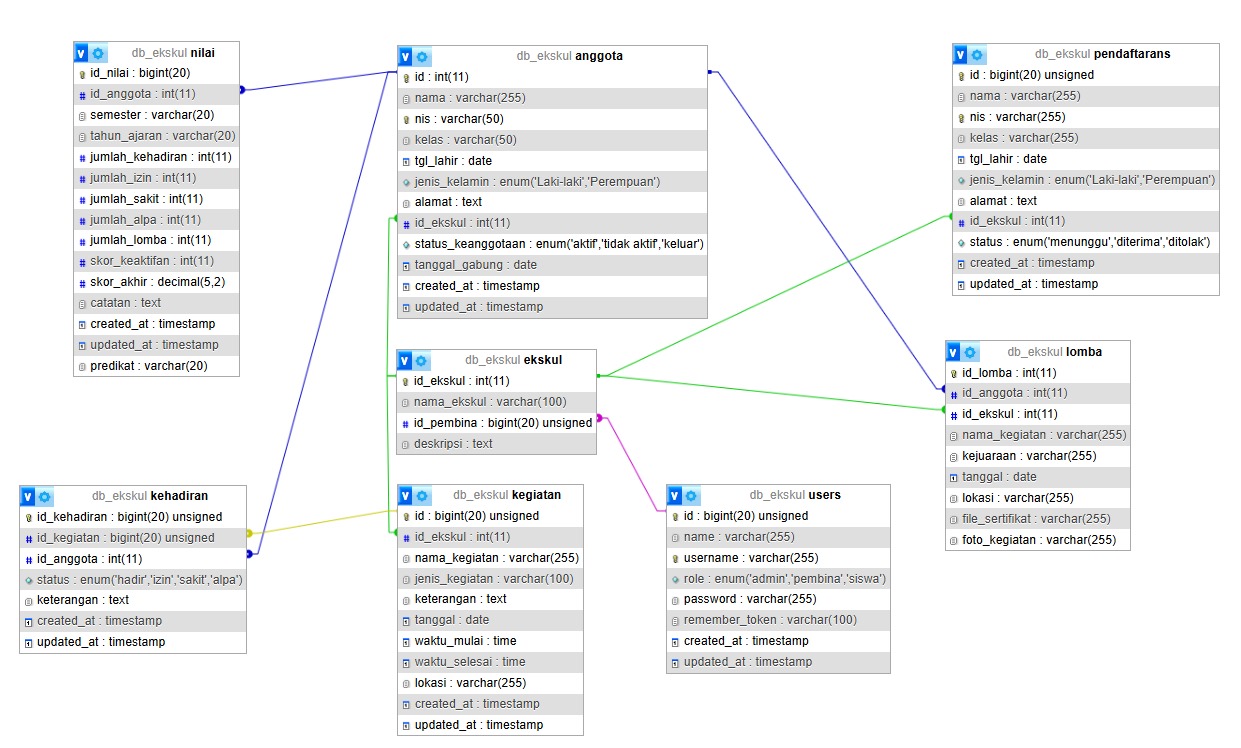 db_ekskul nilai
id_nilai : bigint(20)
id_anggota : int(11)
semester : varchar(20)
tahun_ajaran : varchar(20)
jumlah_kehadiran : int(11)
jumlah_izin : int(11)
jumlah_sakit : int(11)
jumlah_alpa : int(11)
jumlah_lomba : int(11)
skor_keaktifan : int(11)
skor_akhir : decimal(5,2)
catatan : text
created_at : timestamp
updated_at : timestamp
predikat : varchar(20)
db_ekskul anggota
id : int(11)
nama : varchar(255)
nis : varchar(50)
kelas : varchar(50)
tgl_lahir : date
jenis_kelamin : enum('Laki-laki','Perempuan')
alamat : text
id_ekskul : int(11)
status_keanggotaan : enum('aktif','tidak aktif','keluar')
tanggal_gabung : date
created_at : timestamp
updated_at : timestamp
db_ekskul pendaftarans
id : bigint(20) unsigned
nama : varchar(255)
nis : varchar(255)
kelas : varchar(255)
tgl_lahir : date
jenis_kelamin : enum('Laki-laki','Perempuan')
alamat : text
id_ekskul : int(11)
status : enum('menunggu','diterima','ditolak')
created_at : timestamp
updated_at : timestamp
db_ekskul ekskul
id_ekskul : int(11)
nama_ekskul : varchar(100)
id_pembina : bigint(20) unsigned
deskripsi : text
db_ekskul lomba
id_lomba : int(11)
id_anggota : int(11)
id_ekskul : int(11)
nama_kegiatan : varchar(255)
kejuaraan : varchar(255)
tanggal : date
lokasi : varchar(255)
file_sertifikat : varchar(255)
foto_kegiatan : varchar(255)
db_ekskul kehadiran
id_kehadiran : bigint(20) unsigned
id_kegiatan : bigint(20) unsigned
id_anggota : int(11)
status : enum('hadir','izin','sakit','alpa')
keterangan : text
created_at : timestamp
updated_at : timestamp
db_ekskul kegiatan
id : bigint(20) unsigned
id_ekskul : int(11)
nama_kegiatan : varchar(255)
jenis_kegiatan : varchar(100)
keterangan : text
tanggal : date
waktu_mulai : time
waktu_selesai : time
lokasi : varchar(255)
created_at : timestamp
updated_at : timestamp
db_ekskul users
id : bigint(20) unsigned
name : varchar(255)
username : varchar(255)
role : enum('admin','pembina','siswa')
password : varchar(255)
remember_token : varchar(100)
created_at : timestamp
updated_at : timestamp